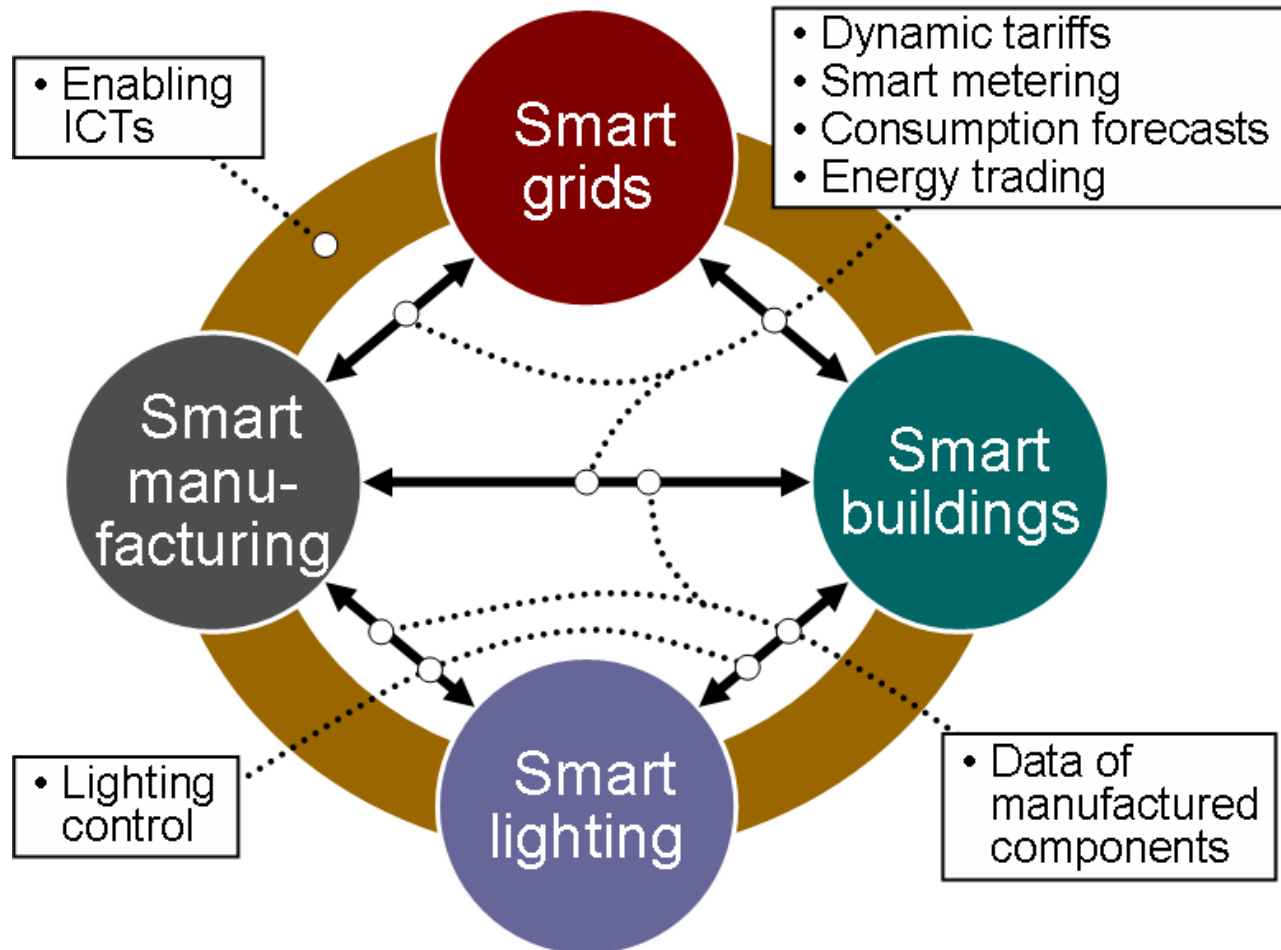 • Enabling
ICTs
• Dynamic tariffs
• Smart metering
• Consumption forecasts
• Energy trading
Smart
grids
Smart
manu-
facturing
Smart
buildings
Smart
lighting
• Lighting
control
• Data of
manufactured
components